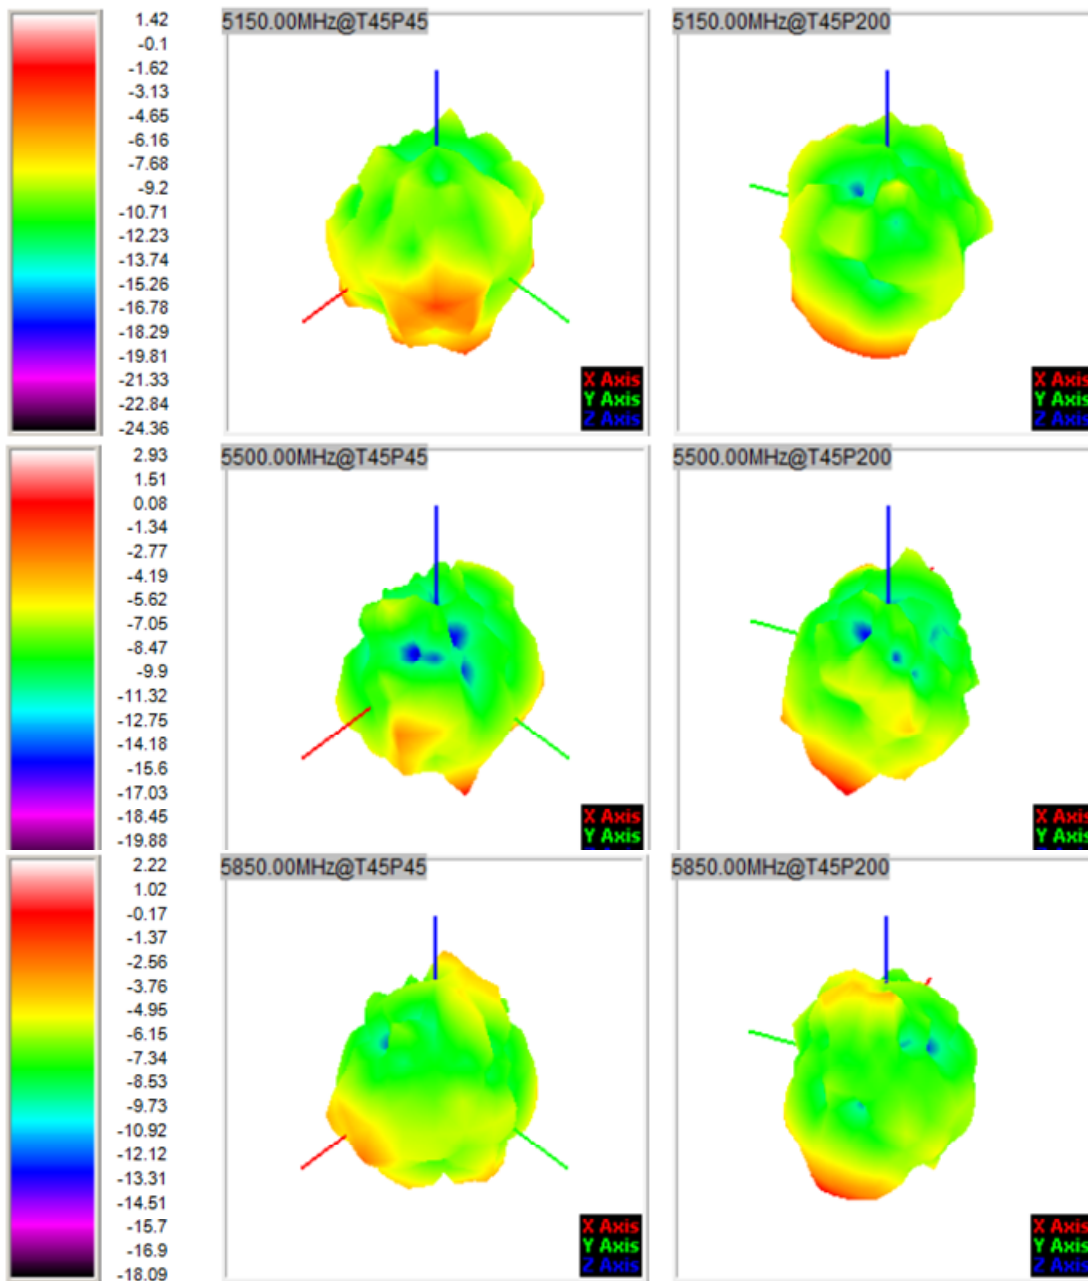 1.42
-0.1
-1.62
-3.13
-4.65
-6.16
-7.68
-9.2
-10.71
-12.23
-13.74
-15.26
-16.78
-18.29
-19.81
-21.33
-22.84
-24.36
5150.00MHz@T45P45
X Axis
Y Axis
Z Axis
5150.00MHz@T45P200
X Axis
Y Axis
Z Axis
2.93
1.51
0.08
-1.34
-2.77
-4.19
-5.62
-7.05
-8.47
-9.9
-11.32
-12.75
-14.18
-15.6
-17.03
-18.45
-19.88
5500.00MHz@T45P45
X Axis
Y Axis
5500.00MHz@T45P200
X Axis
Y Axis
2.22
1.02
-0.17
-1.37
-2.56
-3.76
-4.95
-6.15
-7.34
-8.53
-9.73
-10.92
-12.12
-13.31
-14.51
-15.7
-16.9
-18.09
5850.00MHz@T45P45
X Axis
Y Axis
Z Axis
5850.00MHz@T45P200
X Axis
Y Axis
Z Axis